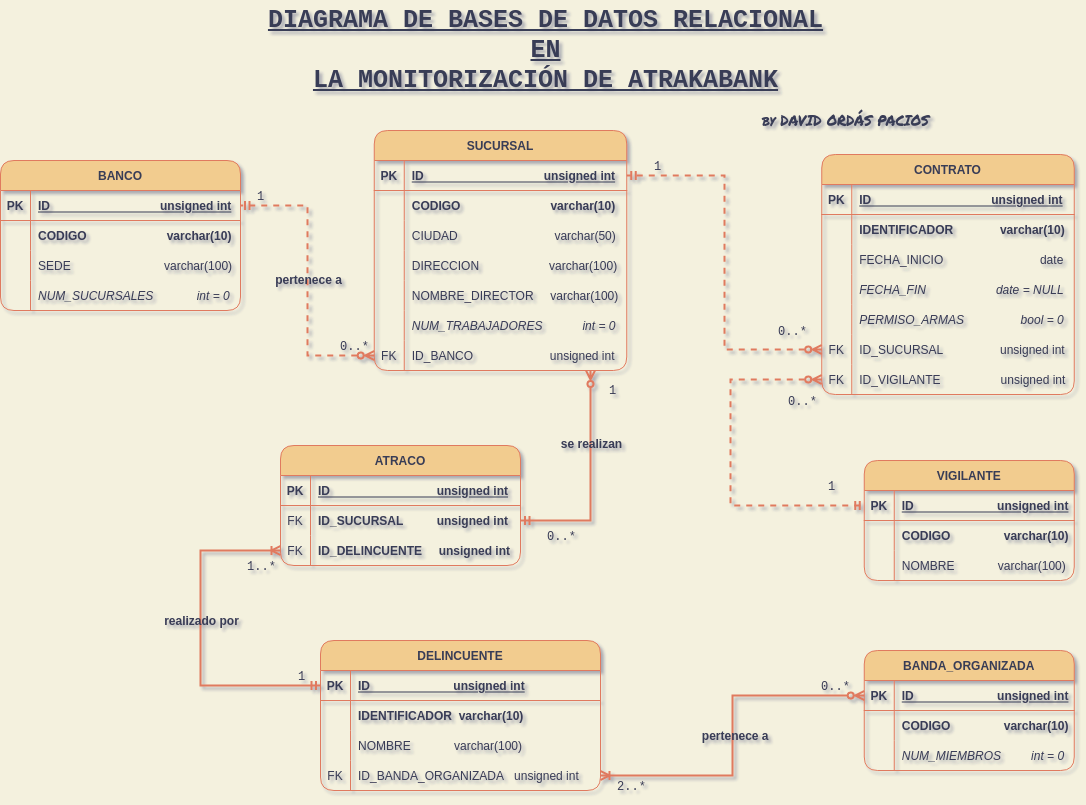 DIAGRAMA DE BASES DE DATOS RELACIONAL
EN
LA MONITORIZACIÓN DE ATRAKABANK
BY DAVID ORDÁS PACIOS
BANCO
PK ID unsigned int
CODIGO varchar(10)
SEDE varchar(100)
NUM_SUCURSALES int = 0
1
pertenece a
0..*
SUCURSAL
PK ID unsigned int
CODIGO varchar(10)
CIUDAD varchar(50)
DIRECCION varchar(100)
NOMBRE_DIRECTOR varchar(100)
NUM_TRABAJADORES int = 0
FK ID_BANCO unsigned int
1
0..*
CONTRATO
PK ID unsigned int
IDENTIFICADOR varchar(10)
FECHA_INICIO date
FECHA_FIN date = NULL
PERMISO_ARMAS bool = 0
FK ID_SUCURSAL unsigned int
FK ID_VIGILANTE unsigned int
0..*
1
1
se realizan
0..*
ATRACO
PK ID unsigned int
FK ID_SUCURSAL unsigned int
FK ID_DELINCUENTE unsigned int
1..*
realizado por
1
VIGILANTE
PK ID unsigned int
CODIGO varchar(10)
NOMBRE varchar(100)
DELINCUENTE
PK ID unsigned int
IDENTIFICADOR varchar(10)
NOMBRE varchar(100)
FK ID_BANDA_ORGANIZADA unsigned int
0..*
pertenece a
2..*
BANDA_ORGANIZADA
PK ID unsigned int
CODIGO varchar(10)
NUM_MIEMBROS int = 0